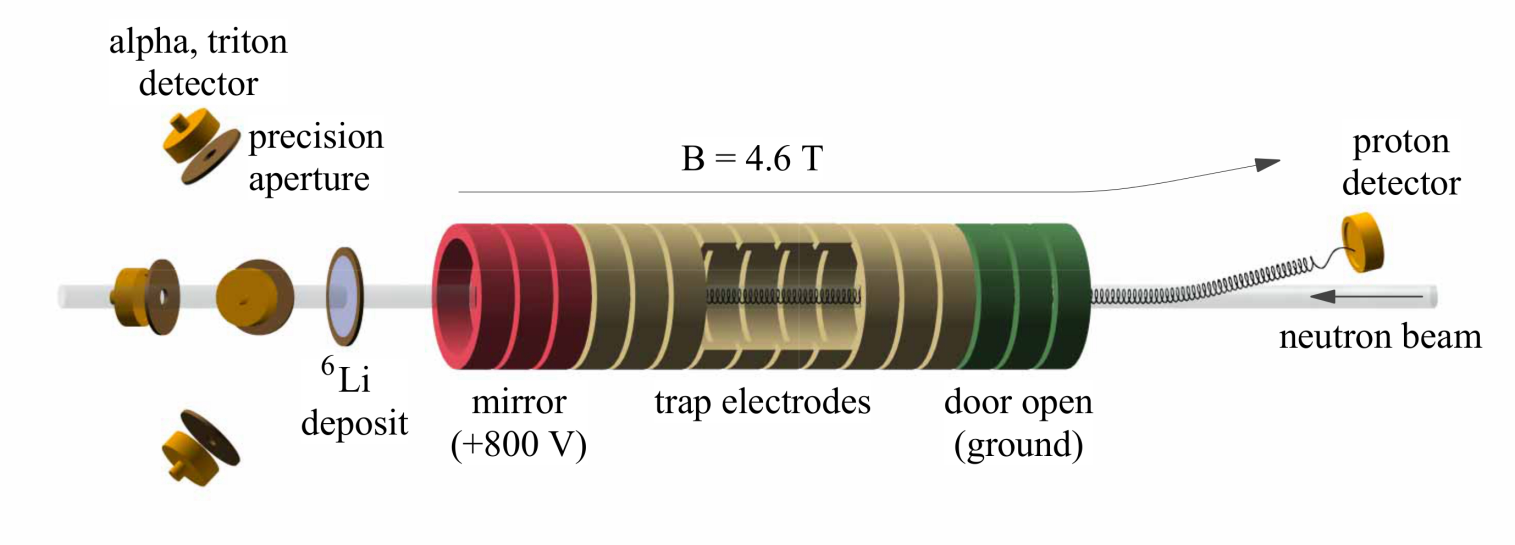 alpha, triton
detector
precision
aperture
B = 4.6 T
proton
detector
neutron beam
⁶Li
deposit
mirror
(+800 V)
trap electrodes
door open
(ground)